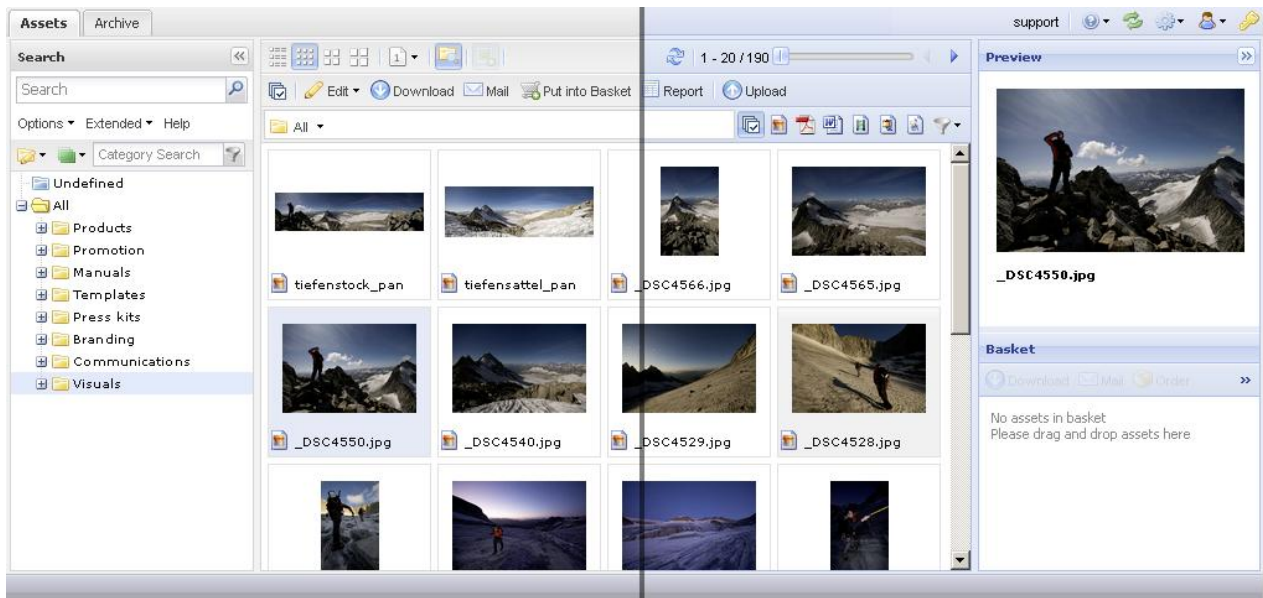 Assets Archive support
Search
Search
Options Extended Help
Category Search
Undefined
All
Products
Promotion
Manuals
Templates
Press kits
Branding
Communications
Visuals
1 1 - 20 / 190
Edit Download Mail Put into Basket Report Upload
All
tiefenstock_pan tiefensattel_pan _DSC4566.jpg _DSC4565.jpg
_DSC4550.jpg _DSC4540.jpg _DSC4529.jpg _DSC4528.jpg
Preview
_DSC4550.jpg
Basket
Download Mail Order
No assets in basket
Please drag and drop assets here